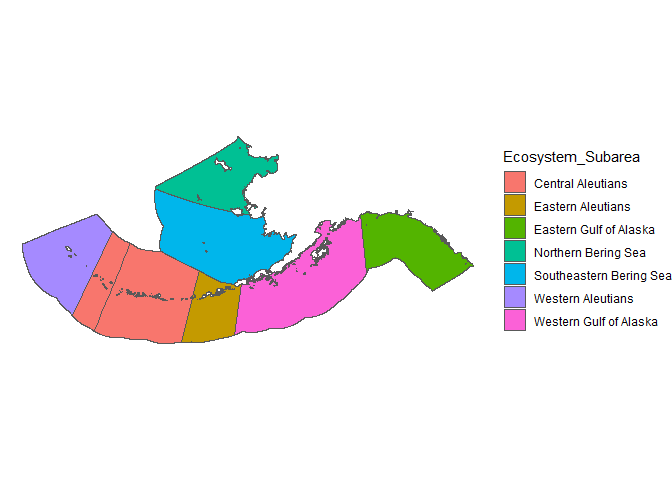 Ecosystem_Subarea
Central Aleutians
Eastern Aleutians
Eastern Gulf of Alaska
Northern Bering Sea
Southeastern Bering Sea
Western Aleutians
Western Gulf of Alaska